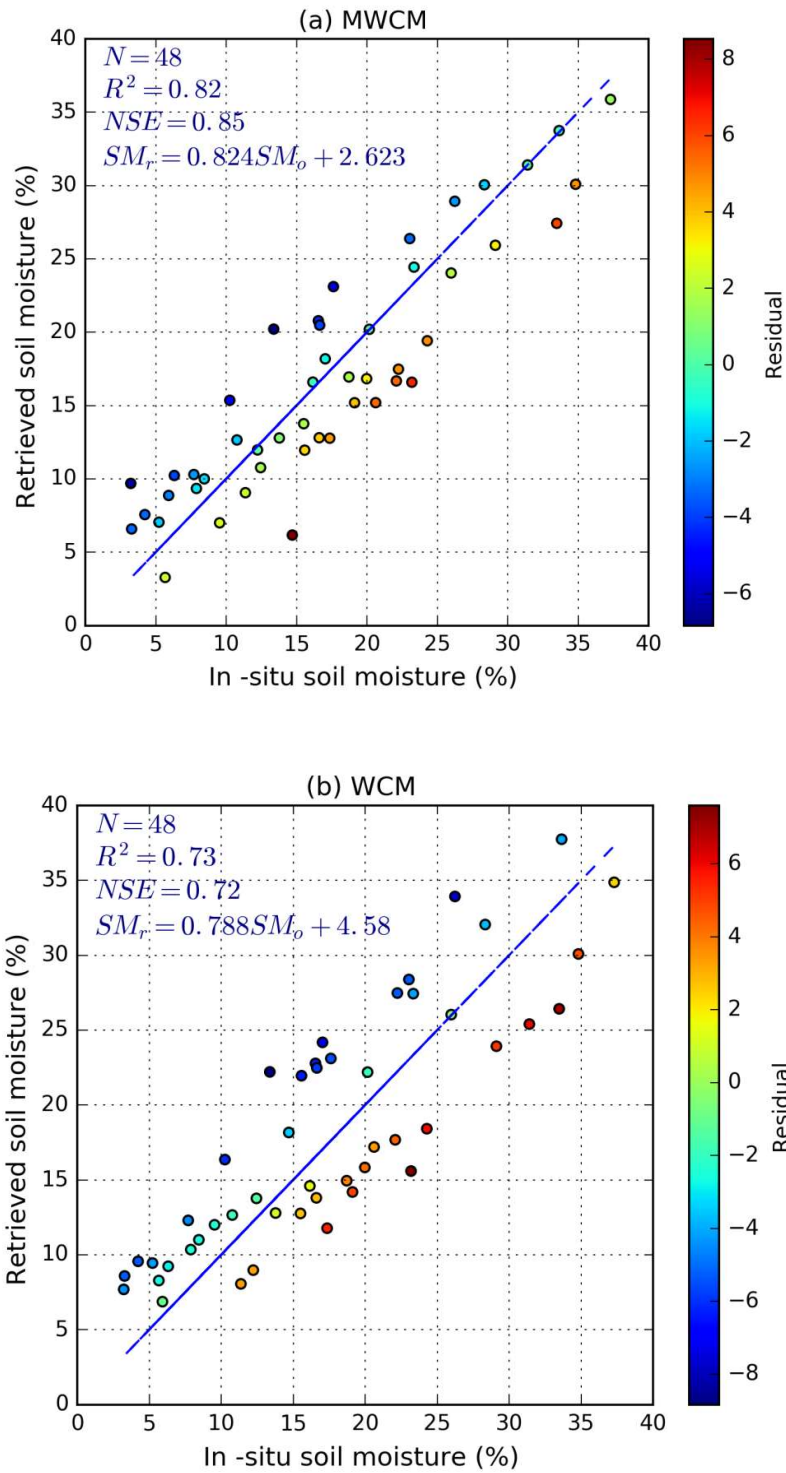 (a) MWCM
N = 48
R² = 0.82
NSE = 0.85
SMᵣ = 0.824SMₒ + 2.623
40
35
30
25
20
15
10
5
0
Retrieved soil moisture (%)
0 5 10 15 20 25 30 35 40
In -situ soil moisture (%)
8
6
4
2
0
−2
−4
−6
Residual
(b) WCM
N = 48
R² = 0.73
NSE = 0.72
SMᵣ = 0.788SMₒ + 4.58
40
35
30
25
20
15
10
5
0
Retrieved soil moisture (%)
0 5 10 15 20 25 30 35 40
In -situ soil moisture (%)
6
4
2
0
−2
−4
−6
−8
Residual